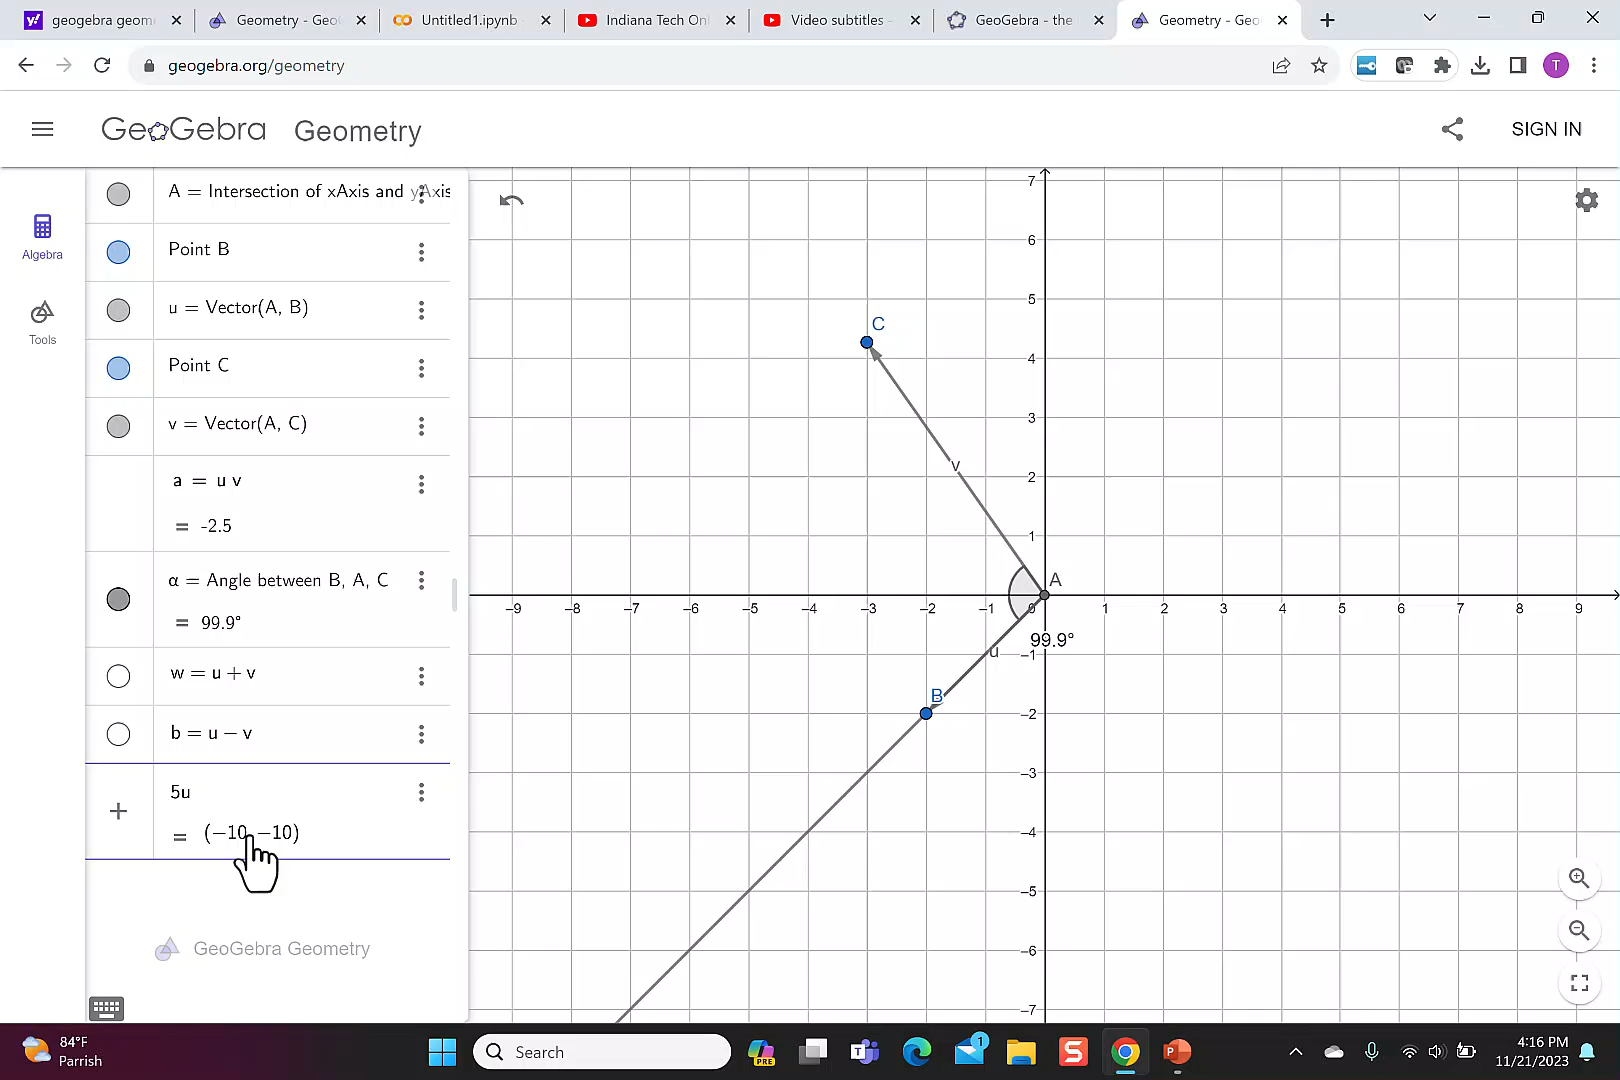 geogebra geom
Geometry - Geo
Untitled1.ipynb
Indiana Tech Onl
Video subtitles -
GeoGebra - the
Geometry - Geo
geogebra.org/geometry
T
GeoGebra Geometry
SIGN IN
Algebra
Tools
A = Intersection of xAxis and yAxis
Point B
u = Vector(A, B)
Point C
v = Vector(A, C)
a = u v
= -2.5
α = Angle between B, A, C
= 99.9°
w = u + v
b = u − v
5u
= (−10, −10)
GeoGebra Geometry
7
6
5
4
3
2
1
−9 −8 −7 −6 −5 −4 −3 −2 −1 0 1 2 3 4 5 6 7 8 9
−1
−2
−3
−4
−5
−6
−7
C
v
A
99.9°
u
B
84°F
Parrish
Search
PRE
1
4:16 PM
11/21/2023